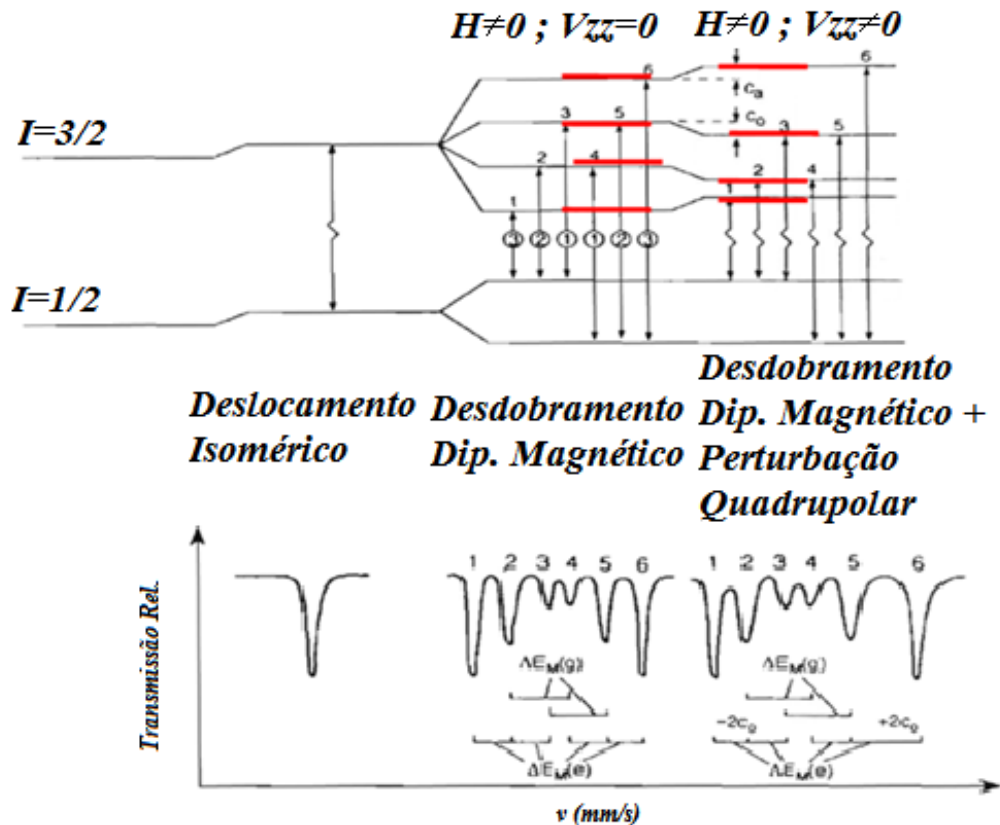 H≠0 ; Vzz=0
H≠0 ; Vzz≠0
I=3/2
I=1/2
6
3 5
2 4
1
③ ② ① ① ② ③
6
3 5
2 4
1
Deslocamento
Isomérico
Desdobramento
Dip. Magnético
Desdobramento
Dip. Magnético +
Perturbação
Quadrupolar
Transmissão Rel.
1 2 3 4 5 6
ΔE_M(g)
ΔE_M(e)
1 2 3 4 5 6
ΔE_M(g)
ΔE_M(e)
v (mm/s)